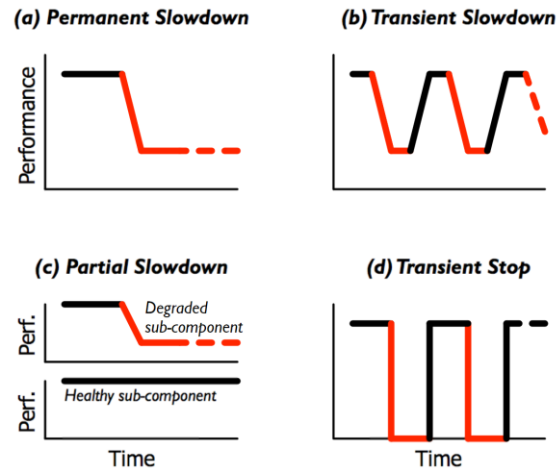 (a) Permanent Slowdown
Performance
(b) Transient Slowdown
(c) Partial Slowdown
Perf.
Degraded
sub-component
Perf.
Healthy sub-component
Time
(d) Transient Stop
Time